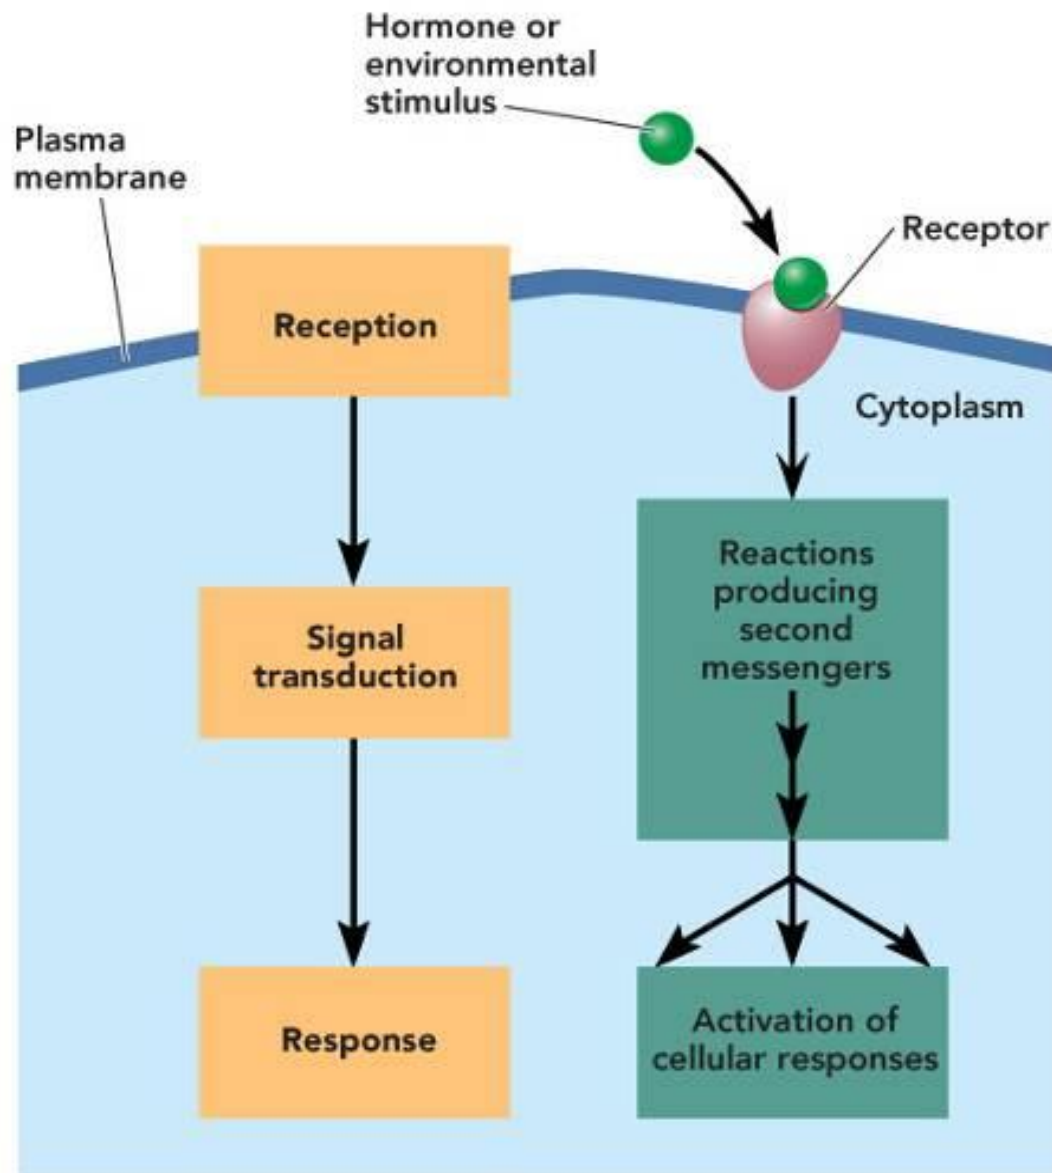 Hormone or
environmental
stimulus
Plasma
membrane
Receptor
Reception
Cytoplasm
Signal
transduction
Reactions
producing
second
messengers
Response
Activation of
cellular responses